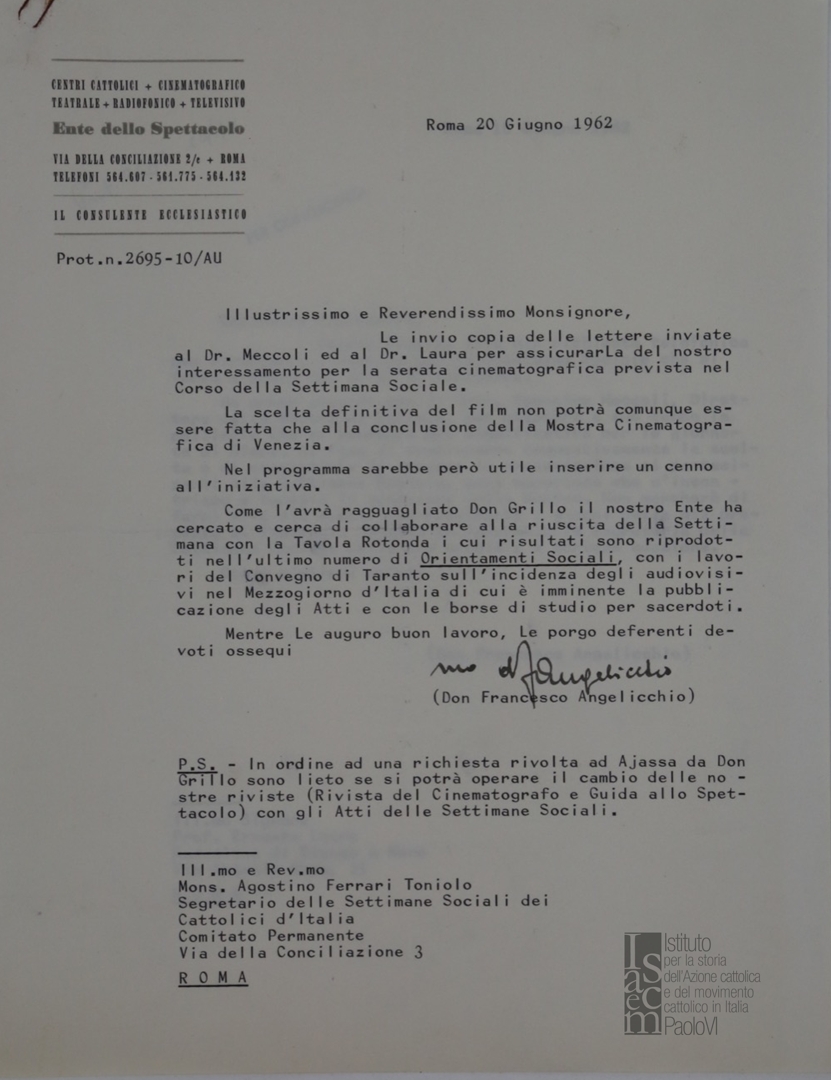 CENTRI CATTOLICI + CINEMATOGRAFICO
TEATRALE + RADIOFONICO + TELEVISIVO
Ente dello Spettacolo
VIA DELLA CONCILIAZIONE 2/c + ROMA
TELEFONI 564.607 - 561.775 - 564.132
IL CONSULENTE ECCLESIASTICO
Roma 20 Giugno 1962
Prot.n.2695-10/AU
Illustrissimo e Reverendissimo Monsignore,
Le invio copia delle lettere inviate
al Dr. Meccoli ed al Dr. Laura per assicurarLa del nostro
interessamento per la serata cinematografica prevista nel
Corso della Settimana Sociale.
La scelta definitiva del film non potrà comunque es-
sere fatta che alla conclusione della Mostra Cinematogra-
fica di Venezia.
Nel programma sarebbe però utile inserire un cenno
all'iniziativa.
Come l'avrà ragguagliato Don Grillo il nostro Ente ha
cercato e cerca di collaborare alla riuscita della Setti-
mana con la Tavola Rotonda i cui risultati sono riprodot-
ti nell'ultimo numero di Orientamenti Sociali, con i lavo-
ri del Convegno di Taranto sull'incidenza degli audiovisi-
vi nel Mezzogiorno d'Italia di cui è imminente la pubbli-
cazione degli Atti e con le borse di studio per sacerdoti.
Mentre Le auguro buon lavoro, Le porgo deferenti de-
voti ossequi
Angelicchio
(Don Francesco Angelicchio)
P.S. - In ordine ad una richiesta rivolta ad Ajassa da Don
Grillo sono lieto se si potrà operare il cambio delle no -
stre riviste (Rivista del Cinematografo e Guida allo Spet-
tacolo) con gli Atti delle Settimane Sociali.
Ill.mo e Rev.mo
Mons. Agostino Ferrari Toniolo
Segretario delle Settimane Sociali dei
Cattolici d'Italia
Comitato Permanente
Via della Conciliazione 3
R O M A
Isacem
Istituto
per la storia
dell'Azione cattolica
e del movimento
cattolico in Italia
PaoloVI